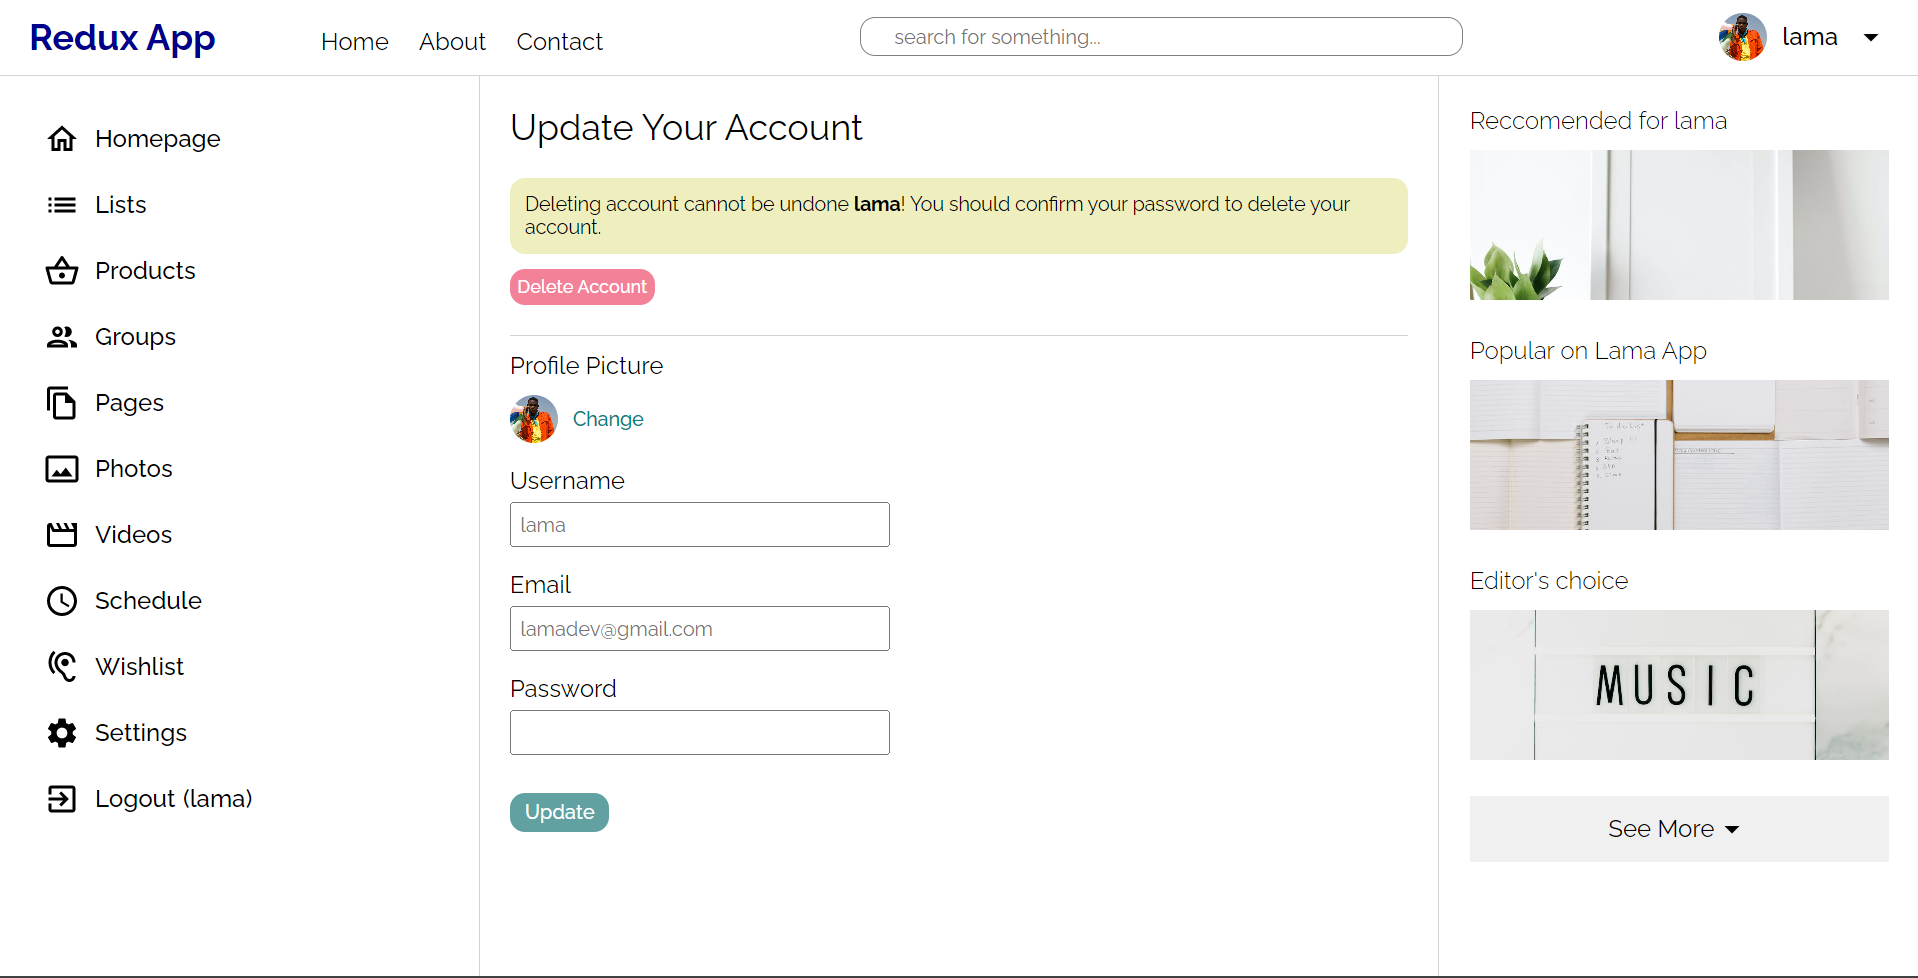 Redux App
Home
About
Contact
search for something...
lama
Homepage
Lists
Products
Groups
Pages
Photos
Videos
Schedule
Wishlist
Settings
Logout (lama)
Update Your Account
Deleting account cannot be undone lama! You should confirm your password to delete your
account.
Delete Account
Profile Picture
Change
Username
lama
Email
lamadev@gmail.com
Password
Update
Reccomended for lama
Popular on Lama App
Editor's choice
MUSIC
See More